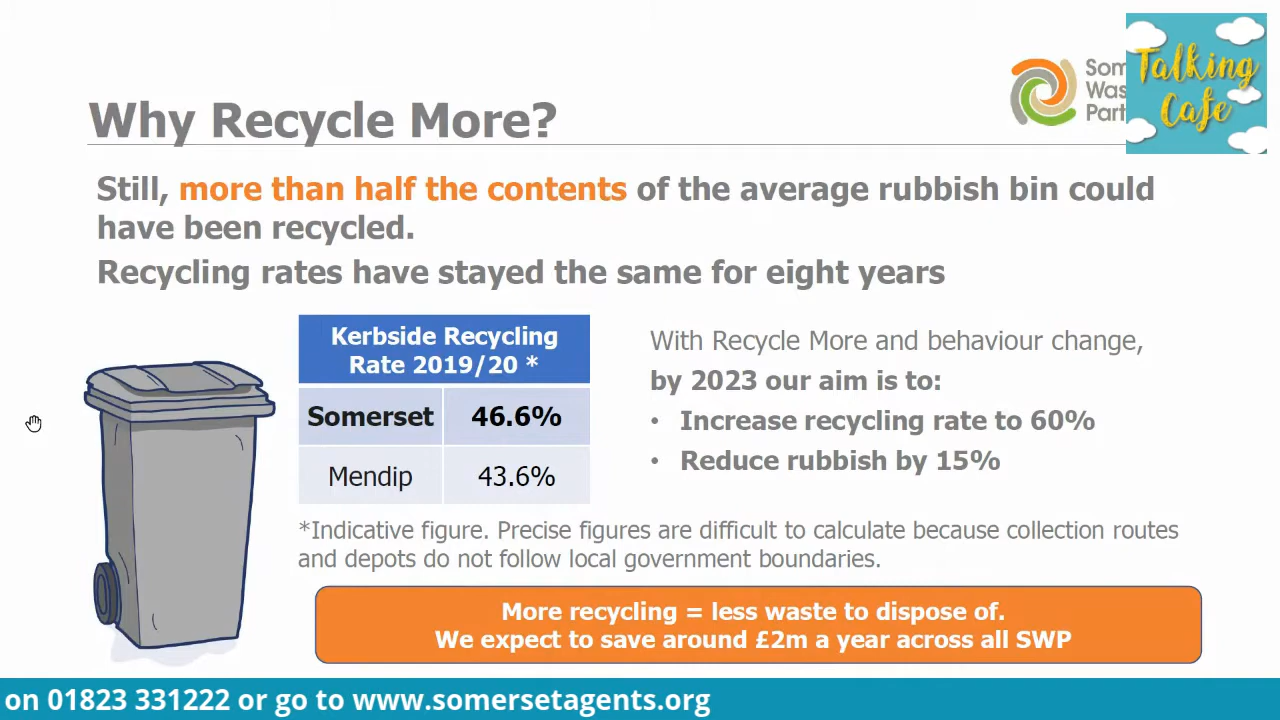 Why Recycle More?
Talking
Cafe
Still, more than half the contents of the average rubbish bin could
have been recycled.
Recycling rates have stayed the same for eight years
Kerbside Recycling
Rate 2019/20 *
Somerset 46.6%
Mendip 43.6%
With Recycle More and behaviour change,
by 2023 our aim is to:
• Increase recycling rate to 60%
• Reduce rubbish by 15%
*Indicative figure. Precise figures are difficult to calculate because collection routes
and depots do not follow local government boundaries.
More recycling = less waste to dispose of.
We expect to save around £2m a year across all SWP
on 01823 331222 or go to www.somersetagents.org